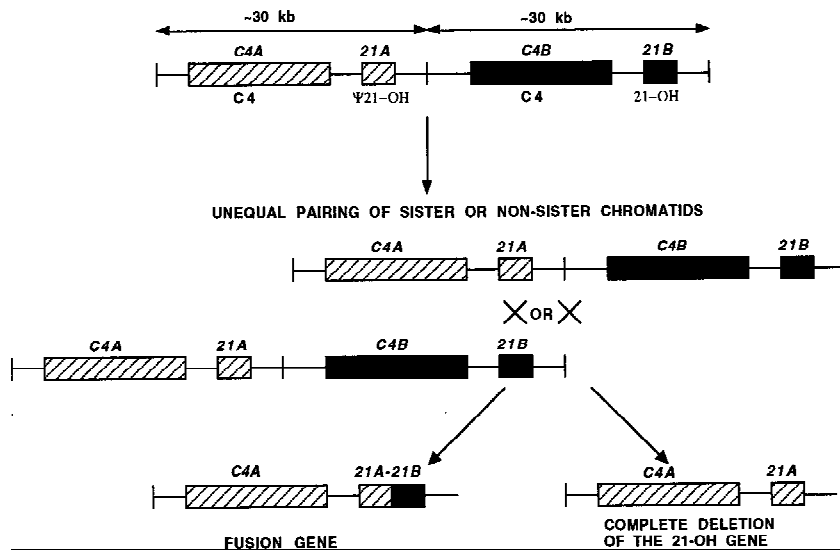 ~30 kb ~30 kb
C4A 21A C4B 21B
C4 Ψ21-OH C4 21-OH
UNEQUAL PAIRING OF SISTER OR NON-SISTER CHROMATIDS
C4A 21A C4B 21B
OR
C4A 21A C4B 21B
C4A 21A-21B C4A 21A
FUSION GENE
COMPLETE DELETION
OF THE 21-OH GENE